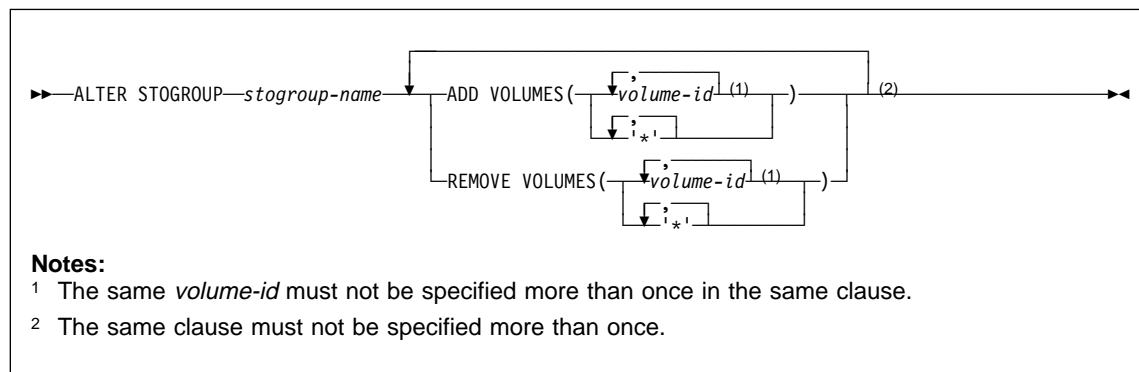 ,
ALTER STOGROUP stogroup-name ADD VOLUMES( volume-id (1) ) (2)
,
'*'
,
REMOVE VOLUMES( volume-id (1) )
,
'*'
Notes:
1 The same volume-id must not be specified more than once in the same clause.
2 The same clause must not be specified more than once.